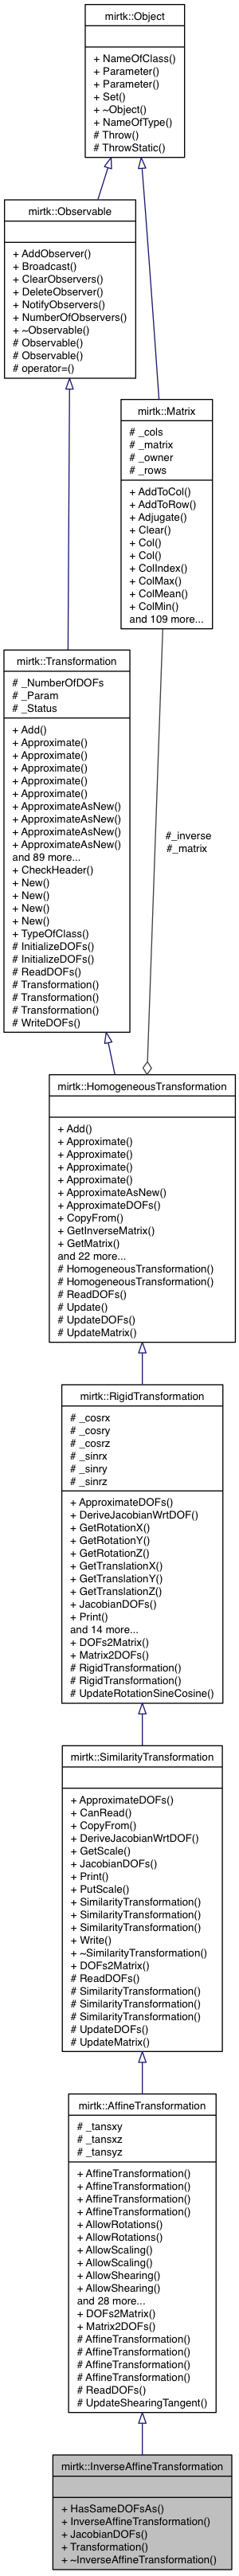 mirtk::Object
+ NameOfClass()
+ Parameter()
+ Parameter()
+ Set()
+ ~Object()
+ NameOfType()
# Throw()
# ThrowStatic()
mirtk::Observable
+ AddObserver()
+ Broadcast()
+ ClearObservers()
+ DeleteObserver()
+ NotifyObservers()
+ NumberOfObservers()
+ ~Observable()
# Observable()
# Observable()
# operator=()
mirtk::Matrix
# _cols
# _matrix
# _owner
# _rows
+ AddToCol()
+ AddToRow()
+ Adjugate()
+ Clear()
+ Col()
+ Col()
+ ColIndex()
+ ColMax()
+ ColMean()
+ ColMin()
and 109 more...
mirtk::Transformation
# _NumberOfDOFs
# _Param
# _Status
+ Add()
+ Approximate()
+ Approximate()
+ Approximate()
+ Approximate()
+ Approximate()
+ ApproximateAsNew()
+ ApproximateAsNew()
+ ApproximateAsNew()
+ ApproximateAsNew()
and 89 more...
+ CheckHeader()
+ New()
+ New()
+ New()
+ New()
+ TypeOfClass()
# InitializeDOFs()
# InitializeDOFs()
# ReadDOFs()
# Transformation()
# Transformation()
# Transformation()
# WriteDOFs()
#_inverse
#_matrix
mirtk::HomogeneousTransformation
+ Add()
+ Approximate()
+ Approximate()
+ Approximate()
+ Approximate()
+ ApproximateAsNew()
+ ApproximateDOFs()
+ CopyFrom()
+ GetInverseMatrix()
+ GetMatrix()
and 22 more...
# HomogeneousTransformation()
# HomogeneousTransformation()
# ReadDOFs()
# Update()
# UpdateDOFs()
# UpdateMatrix()
mirtk::RigidTransformation
# _cosrx
# _cosry
# _cosrz
# _sinrx
# _sinry
# _sinrz
+ ApproximateDOFs()
+ DeriveJacobianWrtDOF()
+ GetRotationX()
+ GetRotationY()
+ GetRotationZ()
+ GetTranslationX()
+ GetTranslationY()
+ GetTranslationZ()
+ JacobianDOFs()
+ Print()
and 14 more...
+ DOFs2Matrix()
+ Matrix2DOFs()
# RigidTransformation()
# RigidTransformation()
# UpdateRotationSineCosine()
mirtk::SimilarityTransformation
+ ApproximateDOFs()
+ CanRead()
+ CopyFrom()
+ DeriveJacobianWrtDOF()
+ GetScale()
+ JacobianDOFs()
+ Print()
+ PutScale()
+ SimilarityTransformation()
+ SimilarityTransformation()
+ SimilarityTransformation()
+ Write()
+ ~SimilarityTransformation()
+ DOFs2Matrix()
# ReadDOFs()
# SimilarityTransformation()
# SimilarityTransformation()
# SimilarityTransformation()
# UpdateDOFs()
# UpdateMatrix()
mirtk::AffineTransformation
# _tansxy
# _tansxz
# _tansyz
+ AffineTransformation()
+ AffineTransformation()
+ AffineTransformation()
+ AffineTransformation()
+ AllowRotations()
+ AllowRotations()
+ AllowScaling()
+ AllowScaling()
+ AllowShearing()
+ AllowShearing()
and 28 more...
+ DOFs2Matrix()
+ Matrix2DOFs()
# AffineTransformation()
# AffineTransformation()
# AffineTransformation()
# AffineTransformation()
# ReadDOFs()
# UpdateShearingTangent()
mirtk::InverseAffineTransformation
+ HasSameDOFsAs()
+ InverseAffineTransformation()
+ JacobianDOFs()
+ Transformation()
+ ~InverseAffineTransformation()